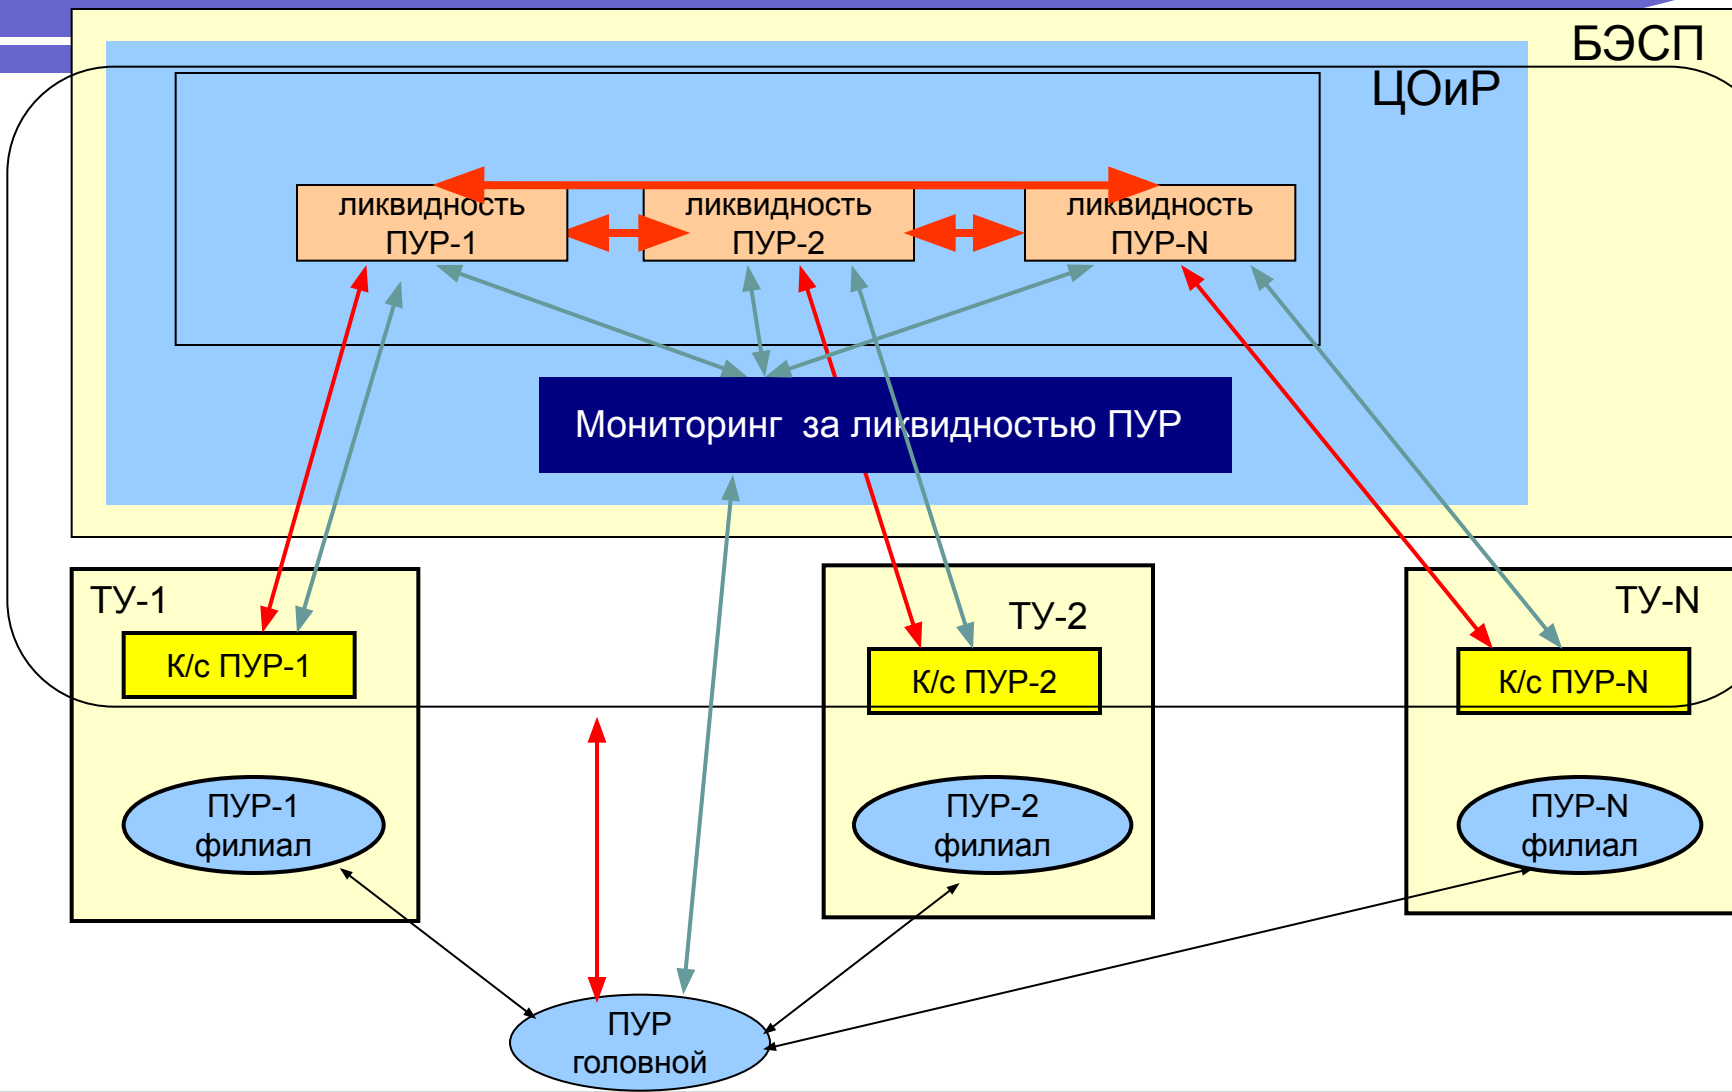 БЭСП
ЦОиР
ликвидность
ПУР-1
ликвидность
ПУР-2
ликвидность
ПУР-N
Мониторинг за ликвидностью ПУР
ТУ-1
ТУ-2
ТУ-N
К/с ПУР-1
К/с ПУР-2
К/с ПУР-N
ПУР-1
филиал
ПУР-2
филиал
ПУР-N
филиал
ПУР
головной